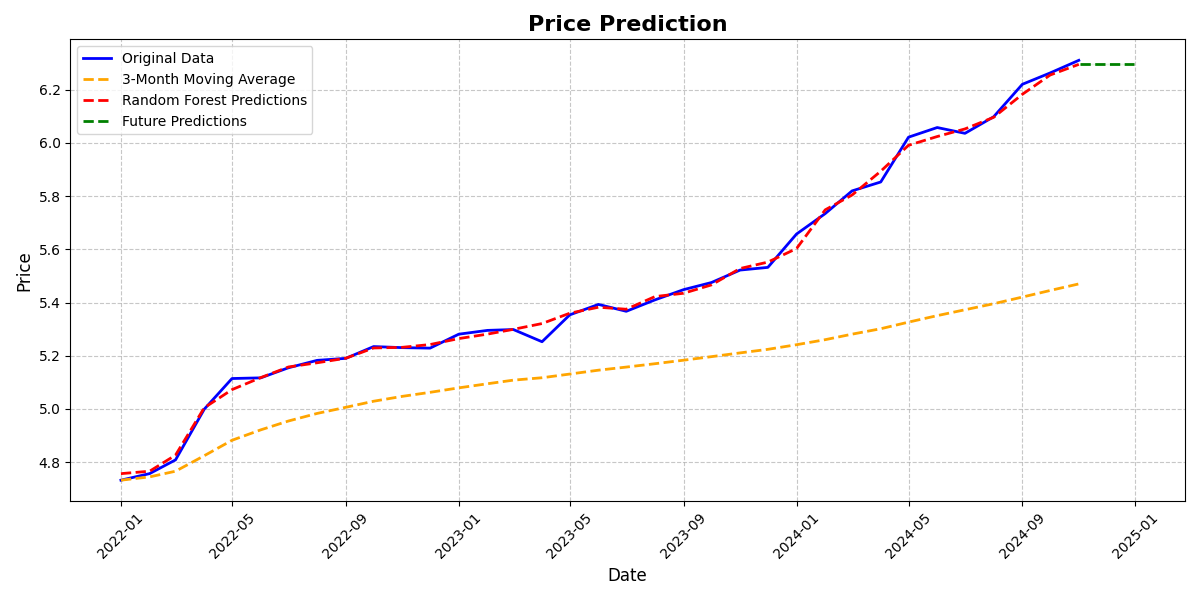 Price Prediction
Original Data
3-Month Moving Average
Random Forest Predictions
Future Predictions
Price
6.2
6.0
5.8
5.6
5.4
5.2
5.0
4.8
2022-01
2022-05
2022-09
2023-01
2023-05
2023-09
2024-01
2024-05
2024-09
2025-01
Date